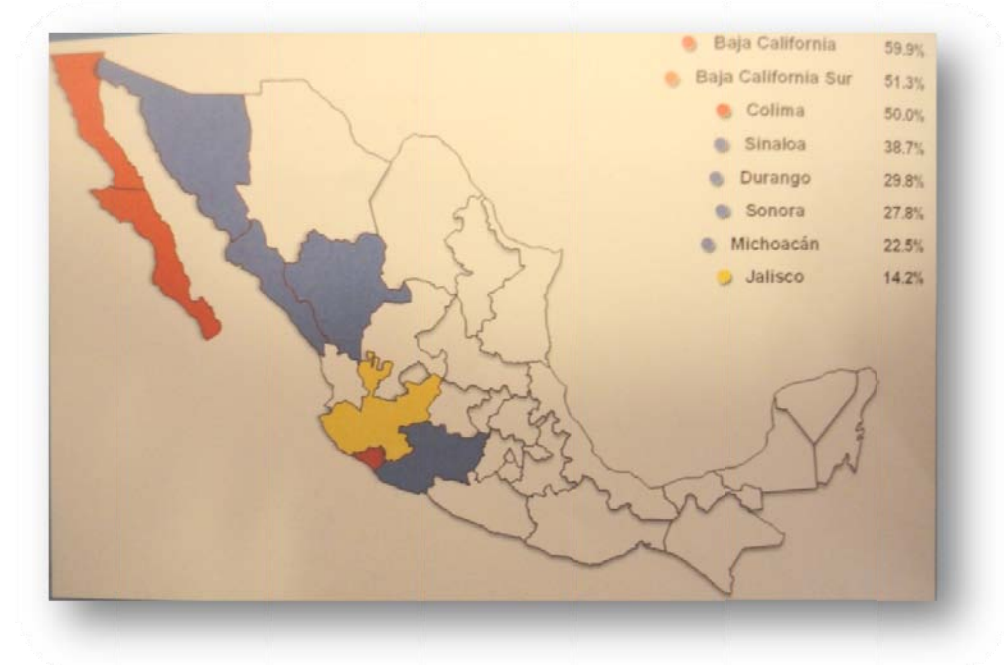 Baja California 59.9%
Baja California Sur 51.3%
Colima 50.0%
Sinaloa 38.7%
Durango 29.8%
Sonora 27.8%
Michoacán 22.5%
Jalisco 14.2%